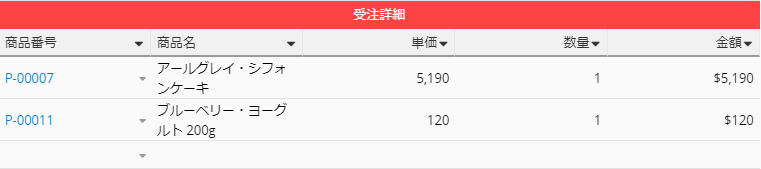 受注詳細
商品番号 商品名 単価 数量 金額
P-00007 アールグレイ・シフォ 5,190 1 $5,190
ンケーキ
P-00011 ブルーベリー・ヨーグ 120 1 $120
ルト 200g